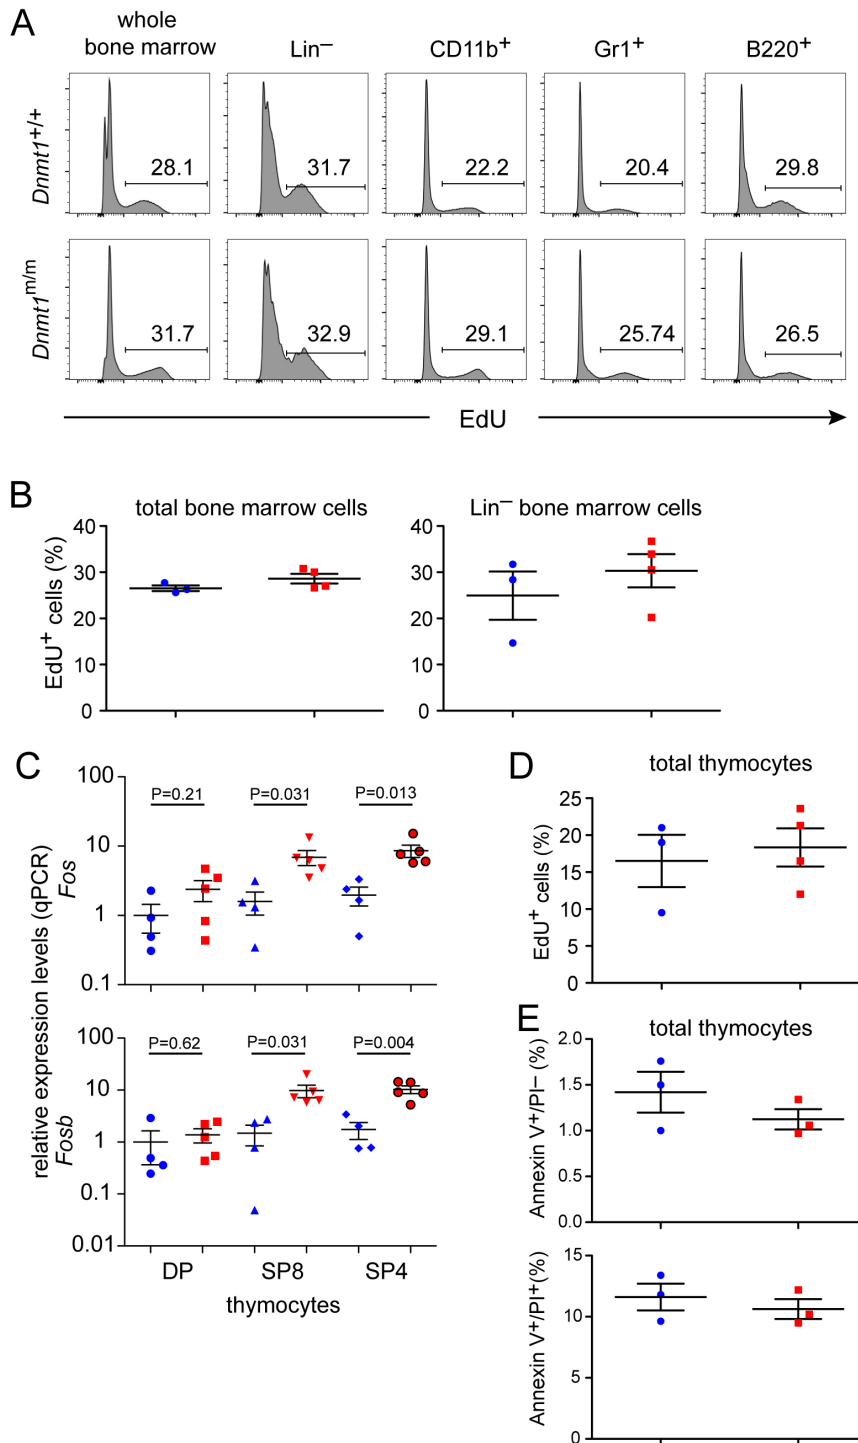 A
whole
bone marrow
Lin–
CD11b+
Gr1+
B220+
Dnmt1+/+
28.1
31.7
22.2
20.4
29.8
Dnmt1m/m
31.7
32.9
29.1
25.74
26.5
EdU
B
total bone marrow cells
Lin– bone marrow cells
EdU+ cells (%)
40
30
20
10
0
40
30
20
10
0
C
relative expression levels (qPCR)
Fos
100
10
1
0.1
P=0.21
P=0.031
P=0.013
Fosb
100
10
1
0.1
0.01
P=0.62
P=0.031
P=0.004
DP
SP8
SP4
thymocytes
D
total thymocytes
EdU+ cells (%)
25
20
15
10
5
0
E
total thymocytes
Annexin V+/PI– (%)
2.0
1.5
1.0
0.5
0.0
Annexin V+/PI+(%)
15
10
5
0